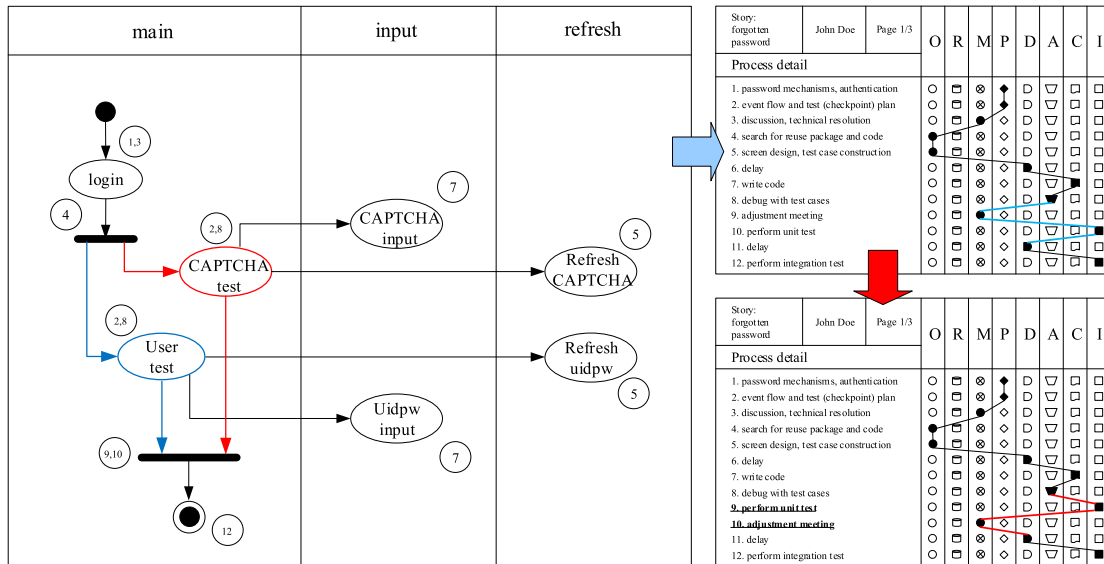 main
input
refresh
1,3
login
4
2,8
CAPTCHA
test
7
CAPTCHA
input
5
Refresh
CAPTCHA
2,8
User
test
Refresh
uidpw
5
Uidpw
input
7
9,10
12
Story:
forgotten
password
John Doe
Page 1/3
O R M P D A C I
Process detail
1. password mechanisms, authentication
2. event flow and test (checkpoint) plan
3. discussion, technical resolution
4. search for reuse package and code
5. screen design, test case construction
6. delay
7. write code
8. debug with test cases
9. adjustment meeting
10. perform unit test
11. delay
12. perform integration test
Story:
forgotten
password
John Doe
Page 1/3
O R M P D A C I
Process detail
1. password mechanisms, authentication
2. event flow and test (checkpoint) plan
3. discussion, technical resolution
4. search for reuse package and code
5. screen design, test case construction
6. delay
7. write code
8. debug with test cases
9. perform unit test
10. adjustment meeting
11. delay
12. perform integration test